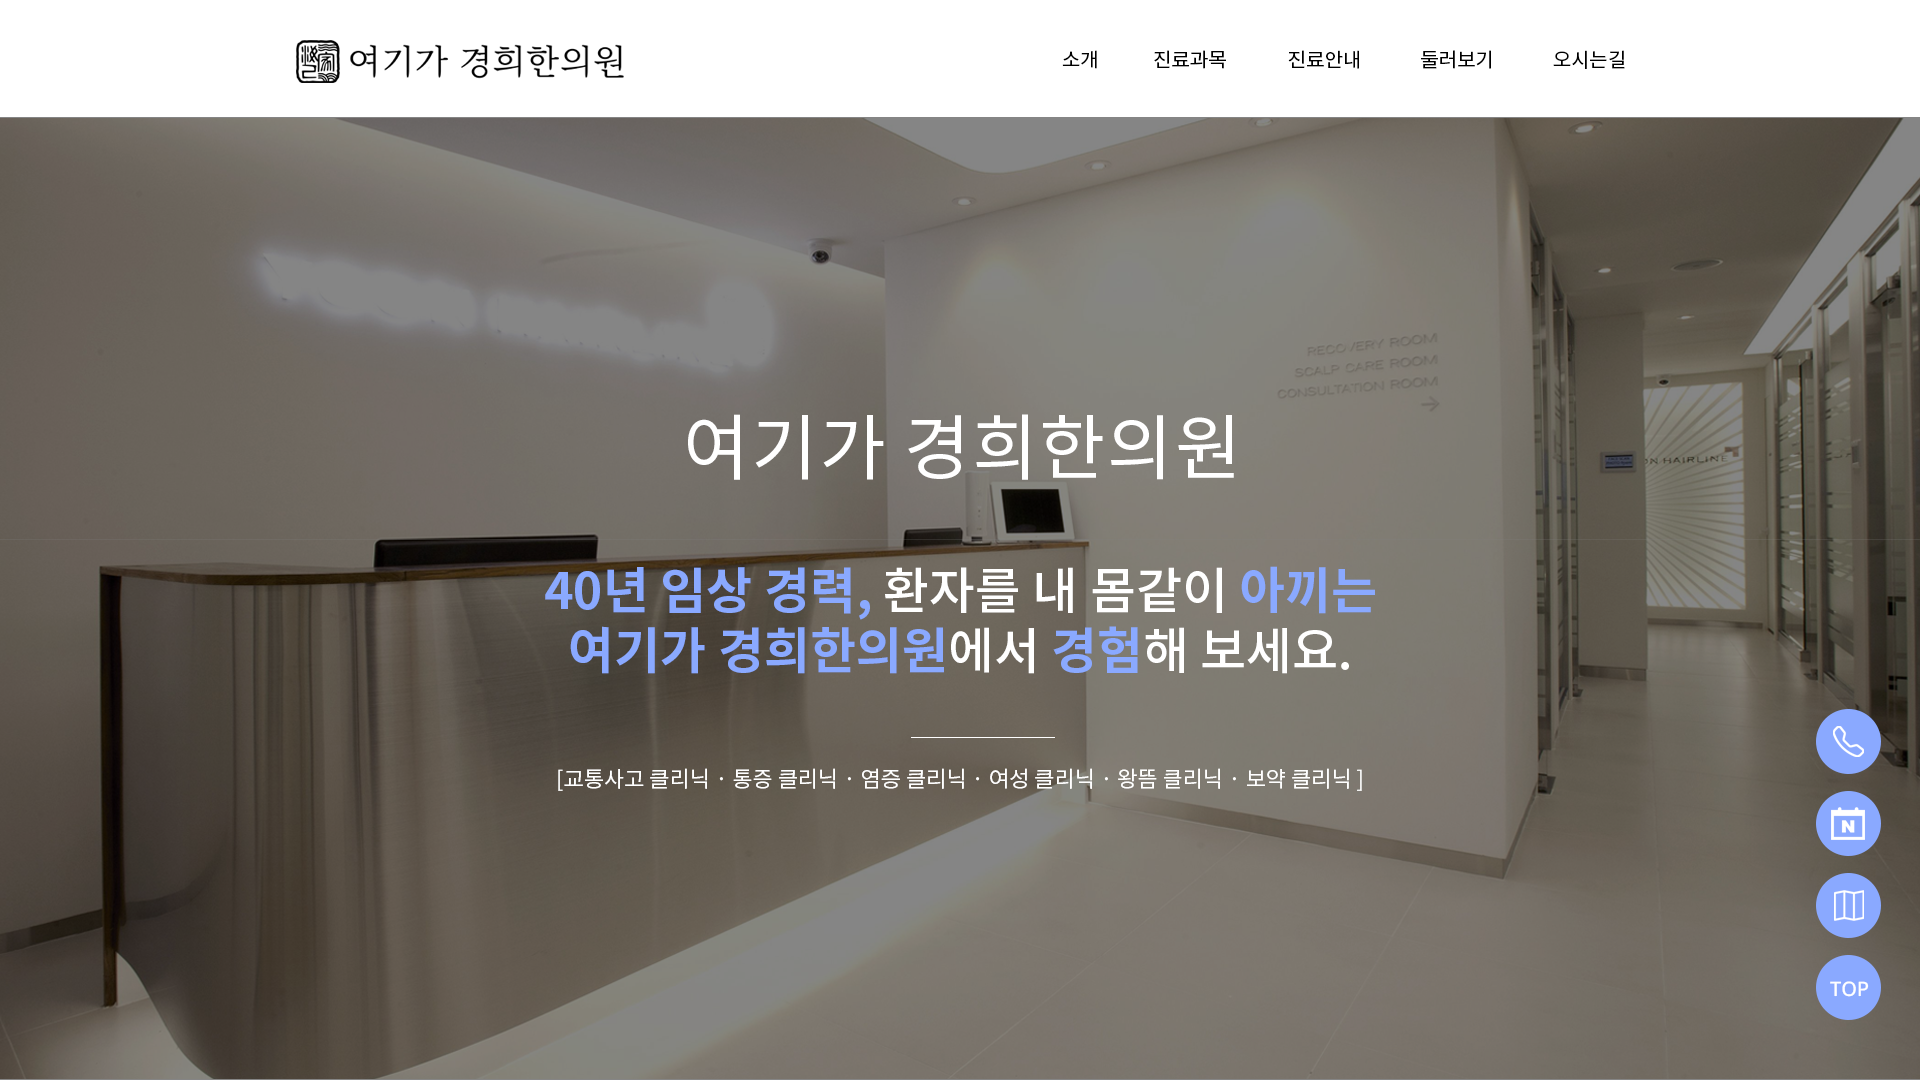 여기가 경희한의원
소개
진료과목
진료안내
둘러보기
오시는길
RECOVERY ROOM
SCALP CARE ROOM
CONSULTATION ROOM
ON HAIRLINE
여기가 경희한의원
40년 임상 경력, 환자를 내 몸같이 아끼는
여기가 경희한의원에서 경험해 보세요.
[교통사고 클리닉 · 통증 클리닉 · 염증 클리닉 · 여성 클리닉 · 왕뜸 클리닉 · 보약 클리닉 ]
N
TOP